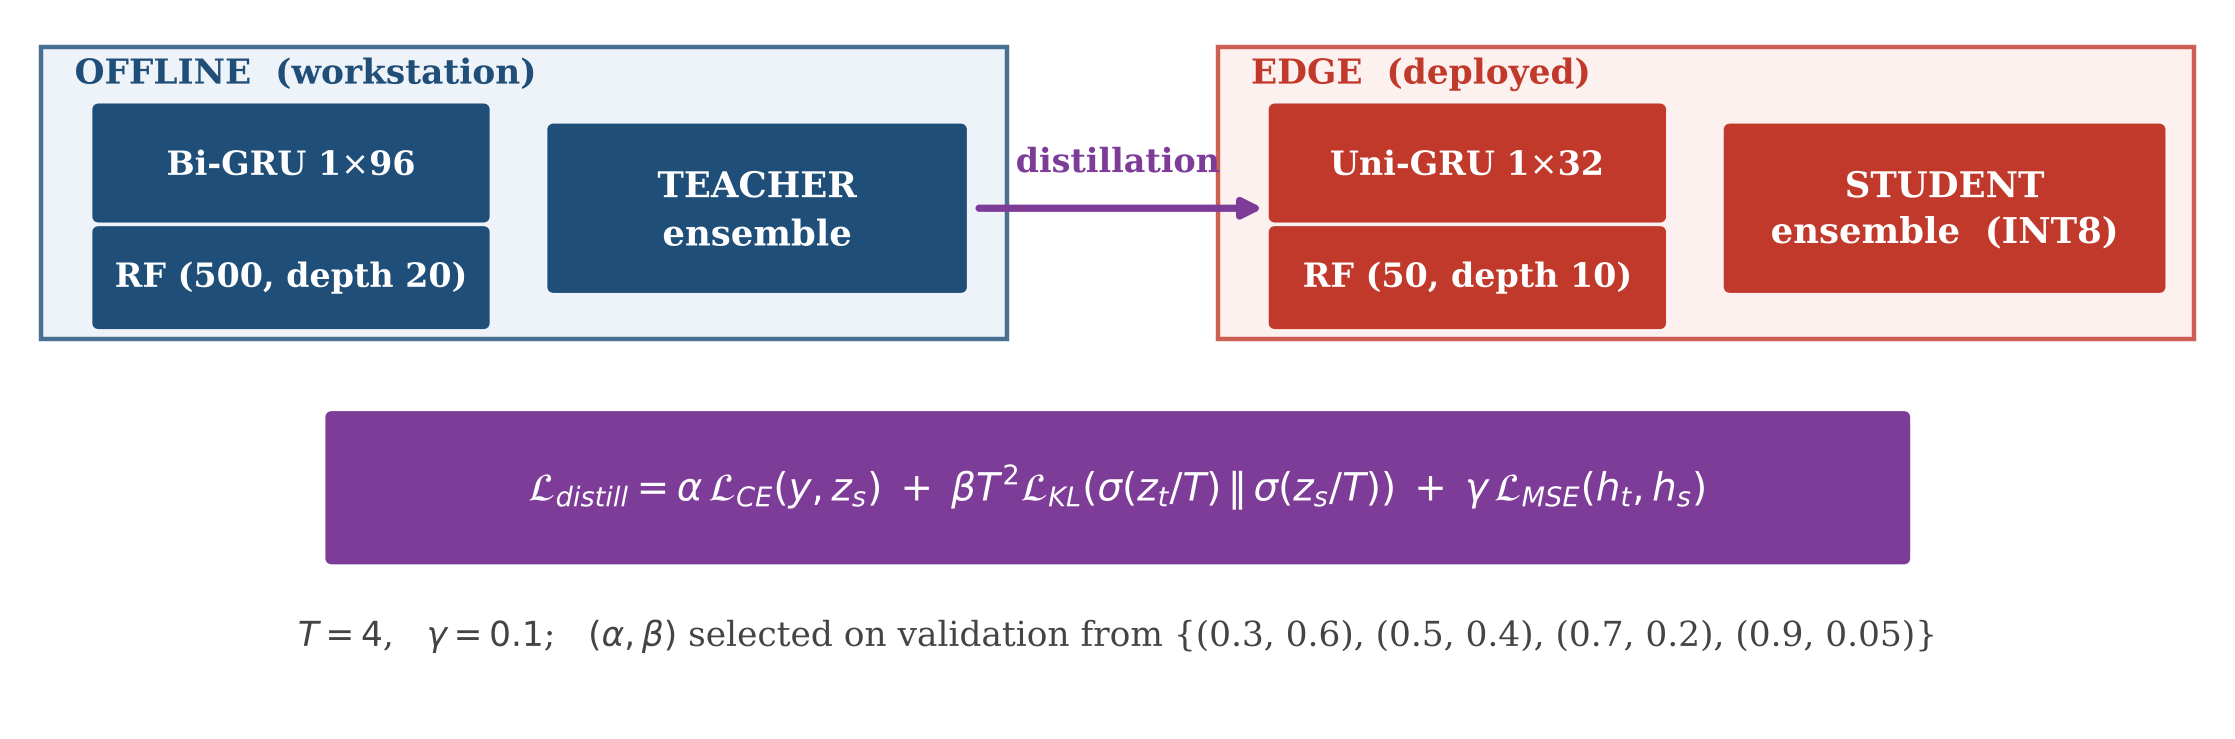 OFFLINE (workstation)
Bi-GRU 1×96
RF (500, depth 20)
TEACHER
ensemble
distillation
EDGE (deployed)
Uni-GRU 1×32
RF (50, depth 10)
STUDENT
ensemble (INT8)
ℒ_distill = α ℒ_CE(y, z_s) + βT² ℒ_KL(σ(z_t/T) ‖ σ(z_s/T)) + γ ℒ_MSE(h_t, h_s)
T = 4, γ = 0.1; (α, β) selected on validation from {(0.3, 0.6), (0.5, 0.4), (0.7, 0.2), (0.9, 0.05)}